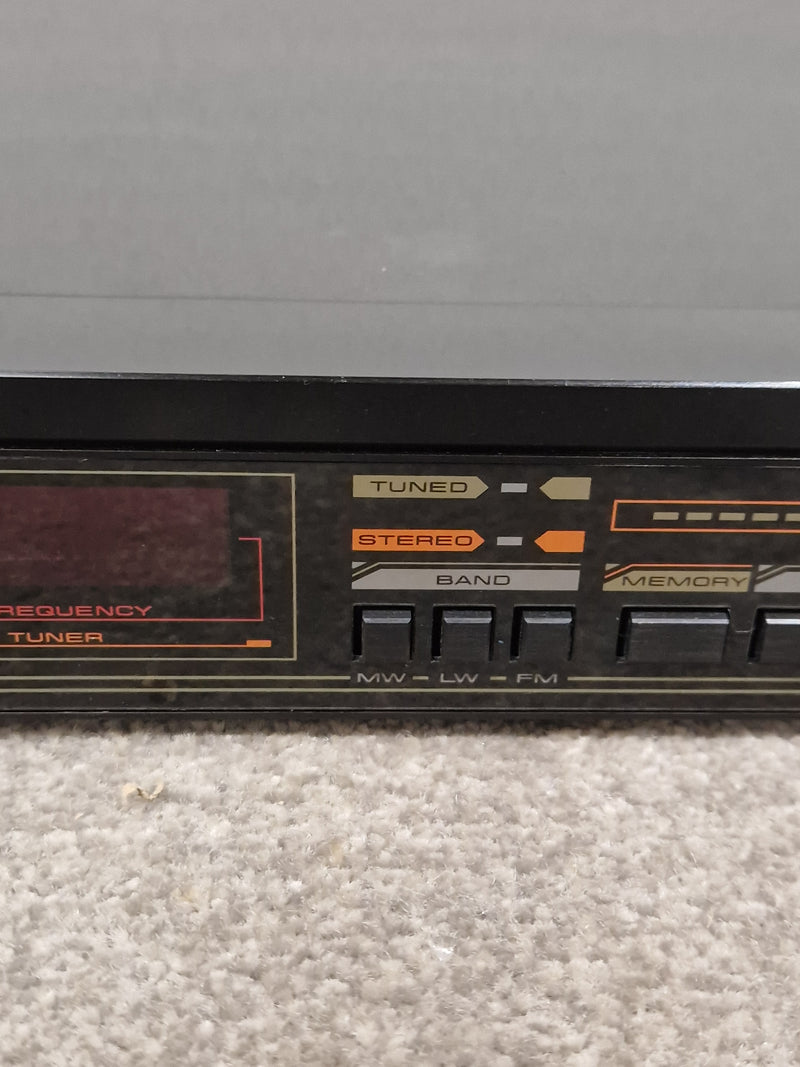 TUNED
STEREO
BAND
MEMORY
REQUENCY
TUNER
MW LW FM